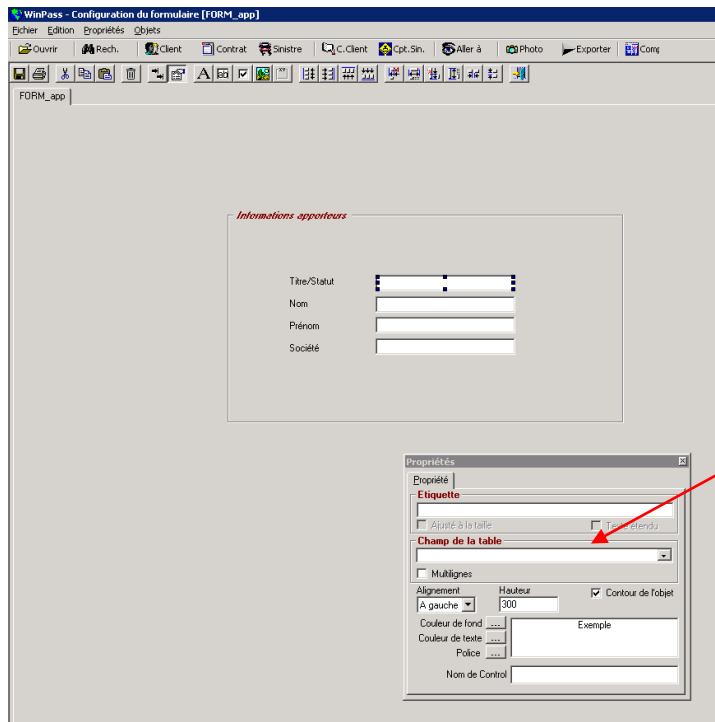 WinPass - Configuration du formulaire [FORM_app]
Eichier Edition Propriétés Objets
Ouvrir Rech. Client Contrat Sinistre C.Client Cpt.Sin. Aller à Photo Exporter Comp
FORM_app
Informations apporteurs
Titre/Statut
Nom
Prénom
Société
Propriétés
Propriété
Etiquette
Ajusté à la taille Texte étendu
Champ de la table
Multilignes
Alignement Hauteur
A gauche 300 Contour de l'objet
Couleur de fond ... Exemple
Couleur de texte ...
Police ...
Nom de Control